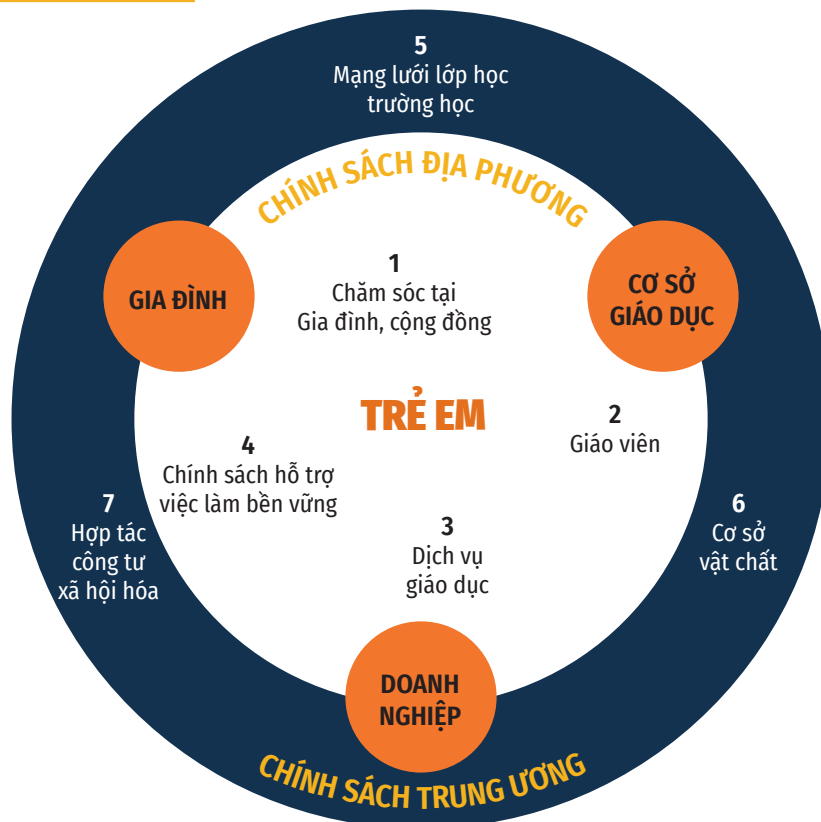 5
Mạng lưới lớp học
trường học
CHÍNH SÁCH ĐỊA PHƯƠNG
GIA ĐÌNH
1
Chăm sóc tại
Gia đình, cộng đồng
CƠ SỞ
GIÁO DỤC
TRẺ EM
2
Giáo viên
4
Chính sách hỗ trợ
việc làm bền vững
3
Dịch vụ
giáo dục
7
Hợp tác
công tư
xã hội hóa
6
Cơ sở
vật chất
DOANH
NGHIỆP
CHÍNH SÁCH TRUNG ƯƠNG